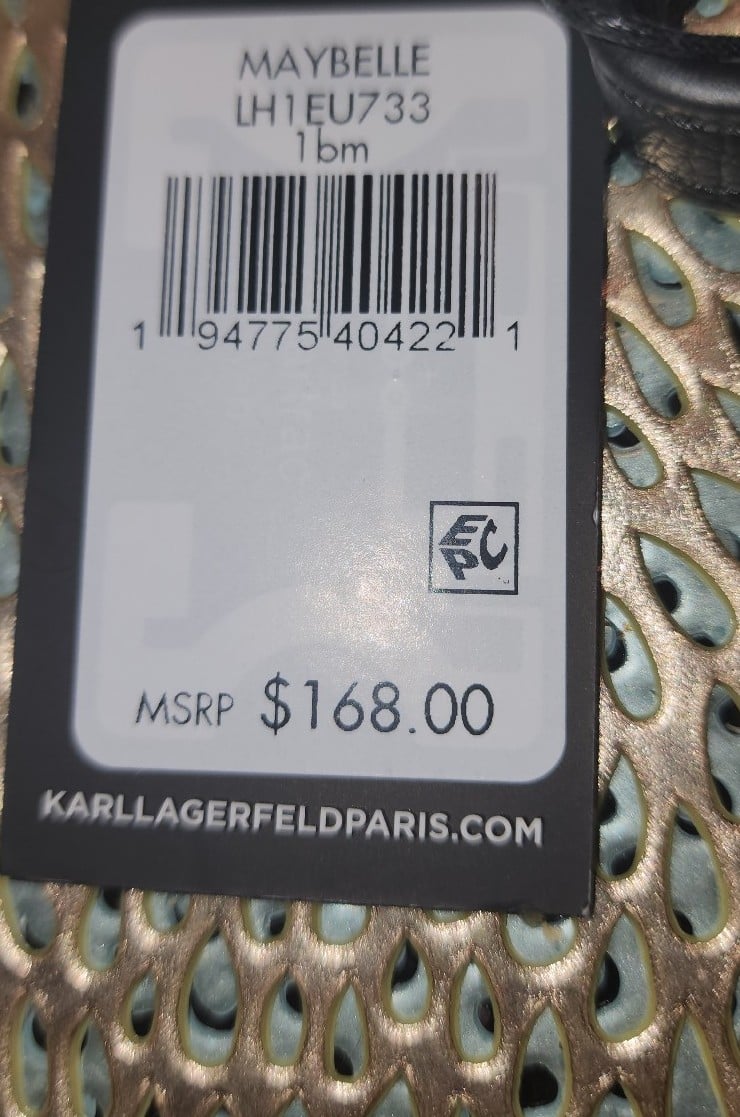 MAYBELLE
LH1EU733
1bm
1 94775 40422 1
EPC
MSRP $168.00
KARLLAGERFELDPARIS.COM